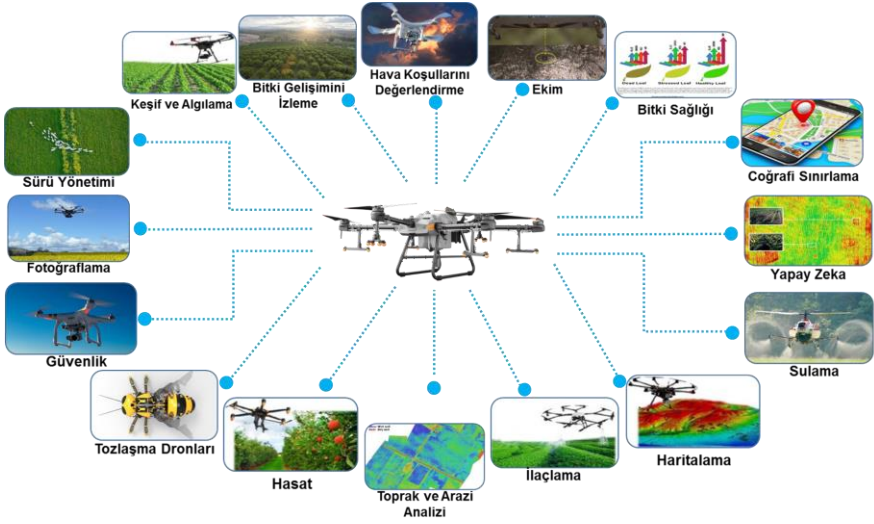 Keşif ve Algılama
Bitki Gelişimini
İzleme
Hava Koşullarını
Değerlendirme
Ekim
Bitki Sağlığı
Sürü Yönetimi
Coğrafi Sınırlama
Fotoğraflama
Yapay Zeka
Güvenlik
Sulama
Tozlaşma Dronları
Hasat
Toprak ve Arazi
Analizi
İlaçlama
Haritalama